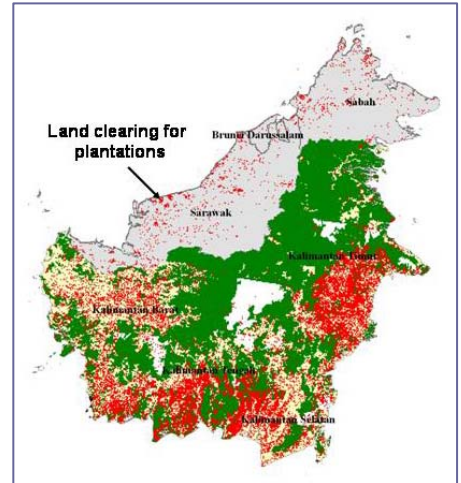 Sabah
Brunei Darussalam
Land clearing for
plantations
Sarawak
Kalimantan Timur
Kalimantan Barat
Kalimantan Tengah
Kalimantan Selatan